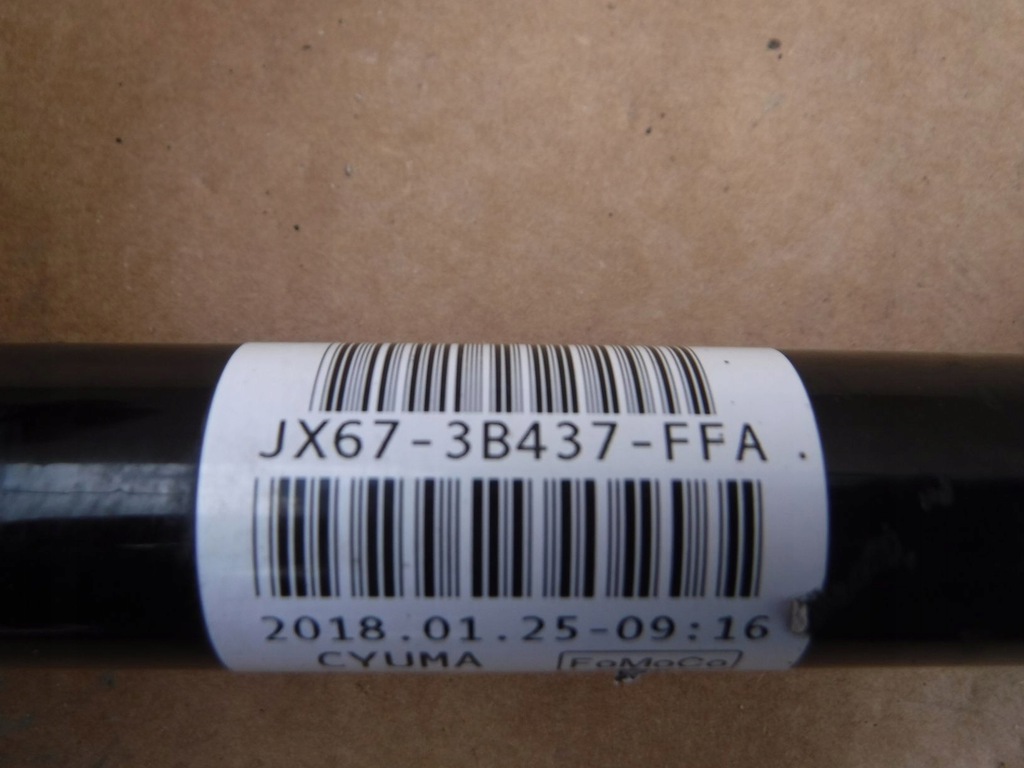 JX67-3B437-FFA .
2018.01.25-09:16
CYUMA FoMoCo